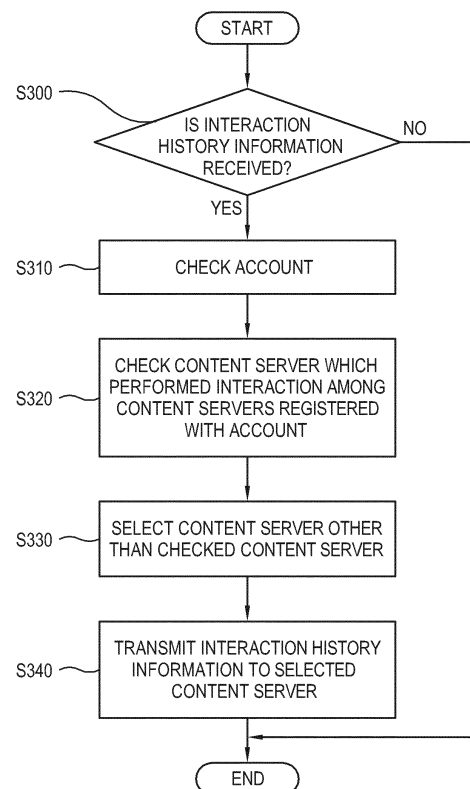 START
S300
IS INTERACTION
HISTORY INFORMATION
RECEIVED?
NO
YES
S310
CHECK ACCOUNT
S320
CHECK CONTENT SERVER WHICH
PERFORMED INTERACTION AMONG
CONTENT SERVERS REGISTERED
WITH ACCOUNT
S330
SELECT CONTENT SERVER OTHER
THAN CHECKED CONTENT SERVER
S340
TRANSMIT INTERACTION HISTORY
INFORMATION TO SELECTED
CONTENT SERVER
END